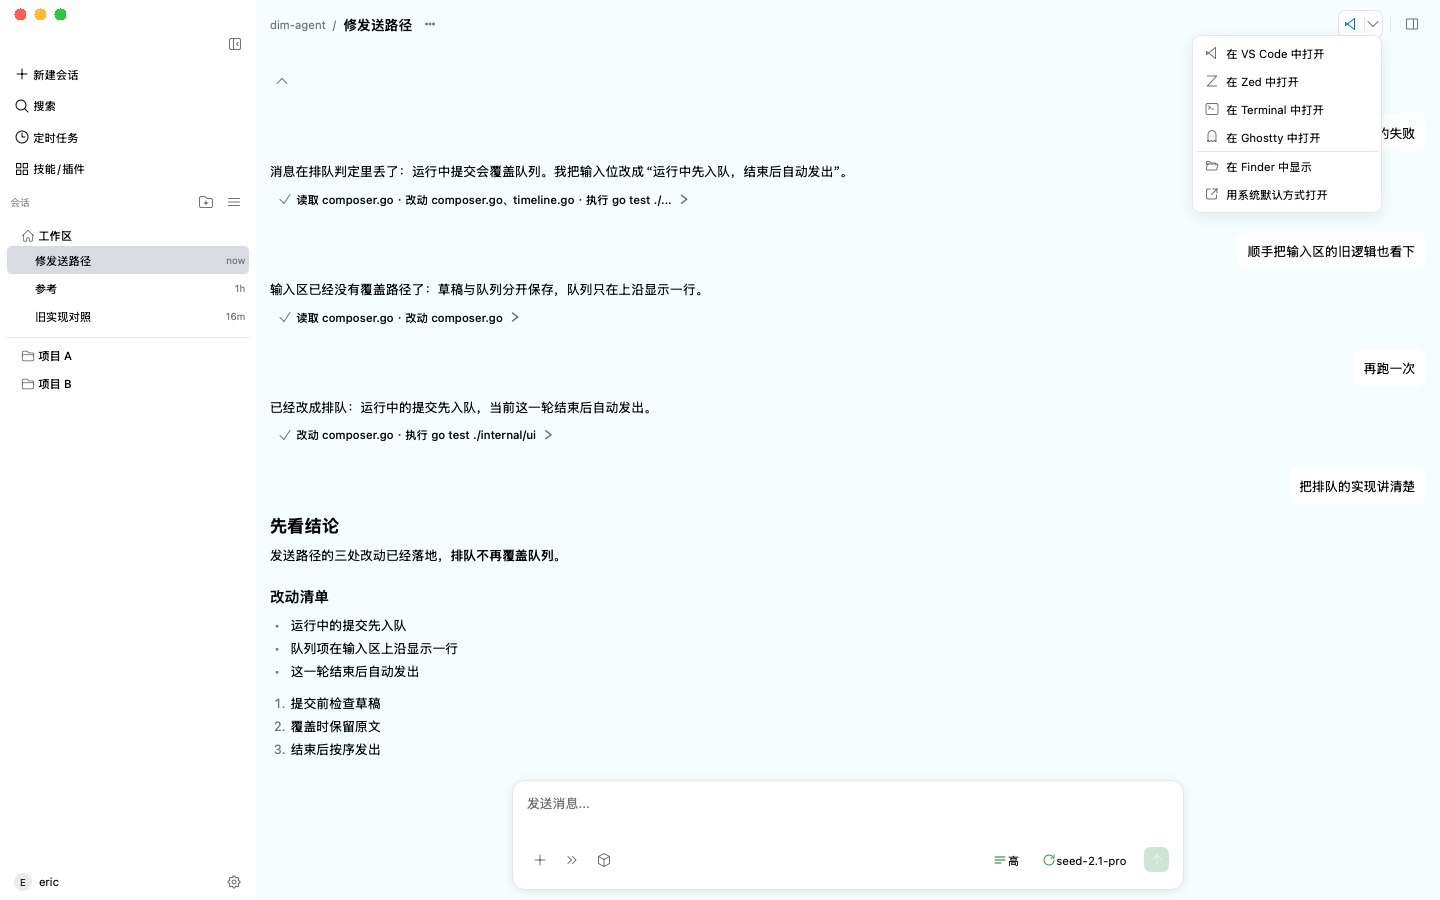 dim-agent / 修发送路径 ···
新建会话
搜索
定时任务
技能/插件
会话
工作区
修发送路径 now
参考 1h
旧实现对照 16m
项目 A
项目 B
E eric
在 VS Code 中打开
在 Zed 中打开
在 Terminal 中打开
在 Ghostty 中打开
在 Finder 中显示
用系统默认方式打开
的失败
消息在排队判定里丢了：运行中提交会覆盖队列。我把输入位改成 “运行中先入队，结束后自动发出”。
读取 composer.go · 改动 composer.go、timeline.go · 执行 go test ./...
顺手把输入区的旧逻辑也看下
输入区已经没有覆盖路径了：草稿与队列分开保存，队列只在上沿显示一行。
读取 composer.go · 改动 composer.go
再跑一次
已经改成排队：运行中的提交先入队，当前这一轮结束后自动发出。
改动 composer.go · 执行 go test ./internal/ui
把排队的实现讲清楚
先看结论
发送路径的三处改动已经落地，排队不再覆盖队列。
改动清单
• 运行中的提交先入队
• 队列项在输入区上沿显示一行
• 这一轮结束后自动发出
1. 提交前检查草稿
2. 覆盖时保留原文
3. 结束后按序发出
发送消息...
高 seed-2.1-pro